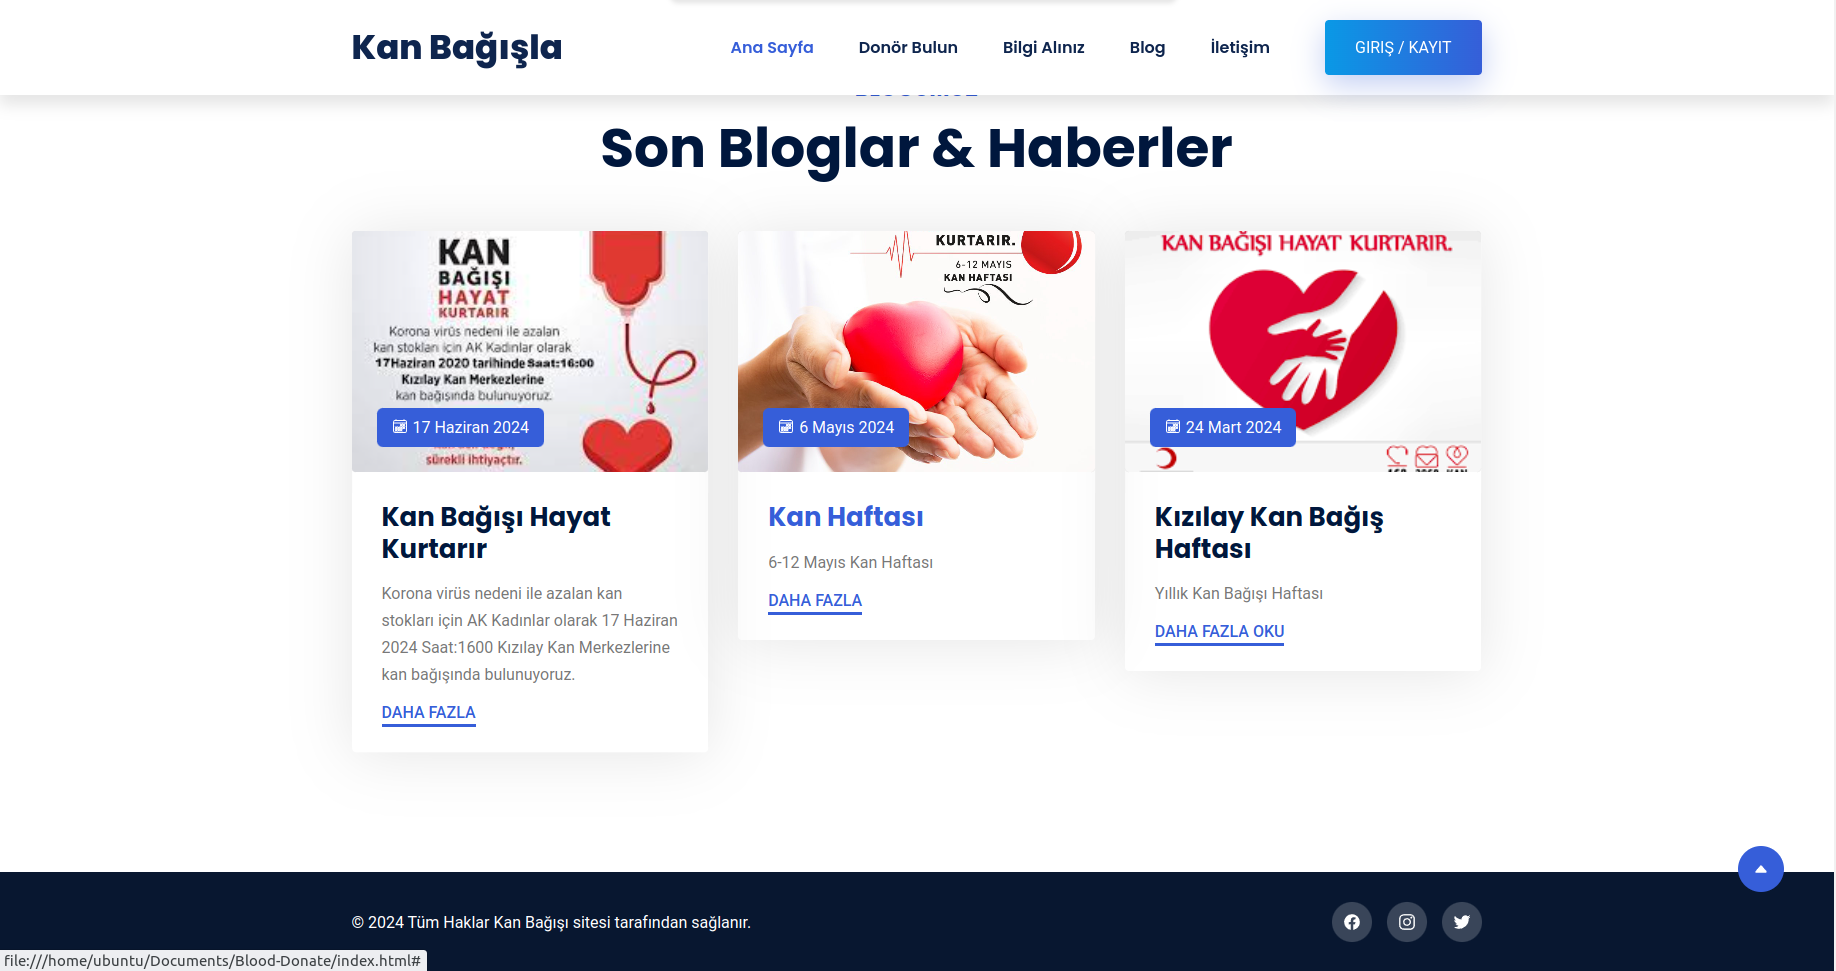 Kan Bağışla
Ana Sayfa
Donör Bulun
Bilgi Alınız
Blog
İletişim
GIRIŞ / KAYIT
Son Bloglar & Haberler
KAN
BAĞIŞI
HAYAT
KURTARIR
Korona virüs nedeni ile azalan
kan stokları için AK Kadınlar olarak
17Haziran 2020 tarihinde Saat:16:00
Kızılay Kan Merkezlerine
kan bağışında bulunuyoruz.
17 Haziran 2024
sürekli ihtiyaçtır.
Kan Bağışı Hayat
Kurtarır
Korona virüs nedeni ile azalan kan
stokları için AK Kadınlar olarak 17 Haziran
2024 Saat:1600 Kızılay Kan Merkezlerine
kan bağışında bulunuyoruz.
DAHA FAZLA
KURTARIR.
6-12 MAYIS
KAN HAFTASI
6 Mayıs 2024
Kan Haftası
6-12 Mayıs Kan Haftası
DAHA FAZLA
KAN BAĞIŞI HAYAT KURTARIR.
24 Mart 2024
Kızılay Kan Bağış
Haftası
Yıllık Kan Bağışı Haftası
DAHA FAZLA OKU
© 2024 Tüm Haklar Kan Bağışı sitesi tarafından sağlanır.
file:///home/ubuntu/Documents/Blood-Donate/index.html#